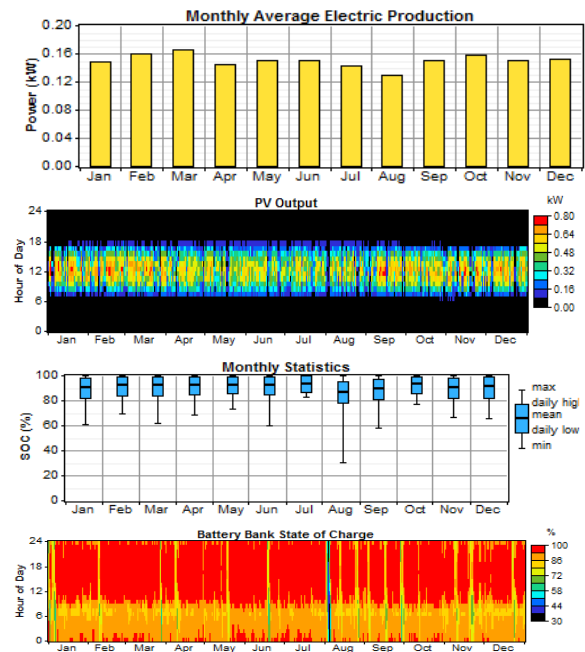 Monthly Average Electric Production
Power (kW)
0.20
0.16
0.12
0.08
0.04
0.00
Jan Feb Mar Apr May Jun Jul Aug Sep Oct Nov Dec
PV Output
Hour of Day
24
18
12
6
0
Jan Feb Mar Apr May Jun Jul Aug Sep Oct Nov Dec
kW
0.80
0.64
0.48
0.32
0.16
0.00
Monthly Statistics
SOC (%)
100
80
60
40
20
0
Jan Feb Mar Apr May Jun Jul Aug Sep Oct Nov Dec
max
daily high
mean
daily low
min
Battery Bank State of Charge
Hour of Day
24
18
12
6
0
Jan Feb Mar Apr May Jun Jul Aug Sep Oct Nov Dec
%
100
86
72
58
44
30